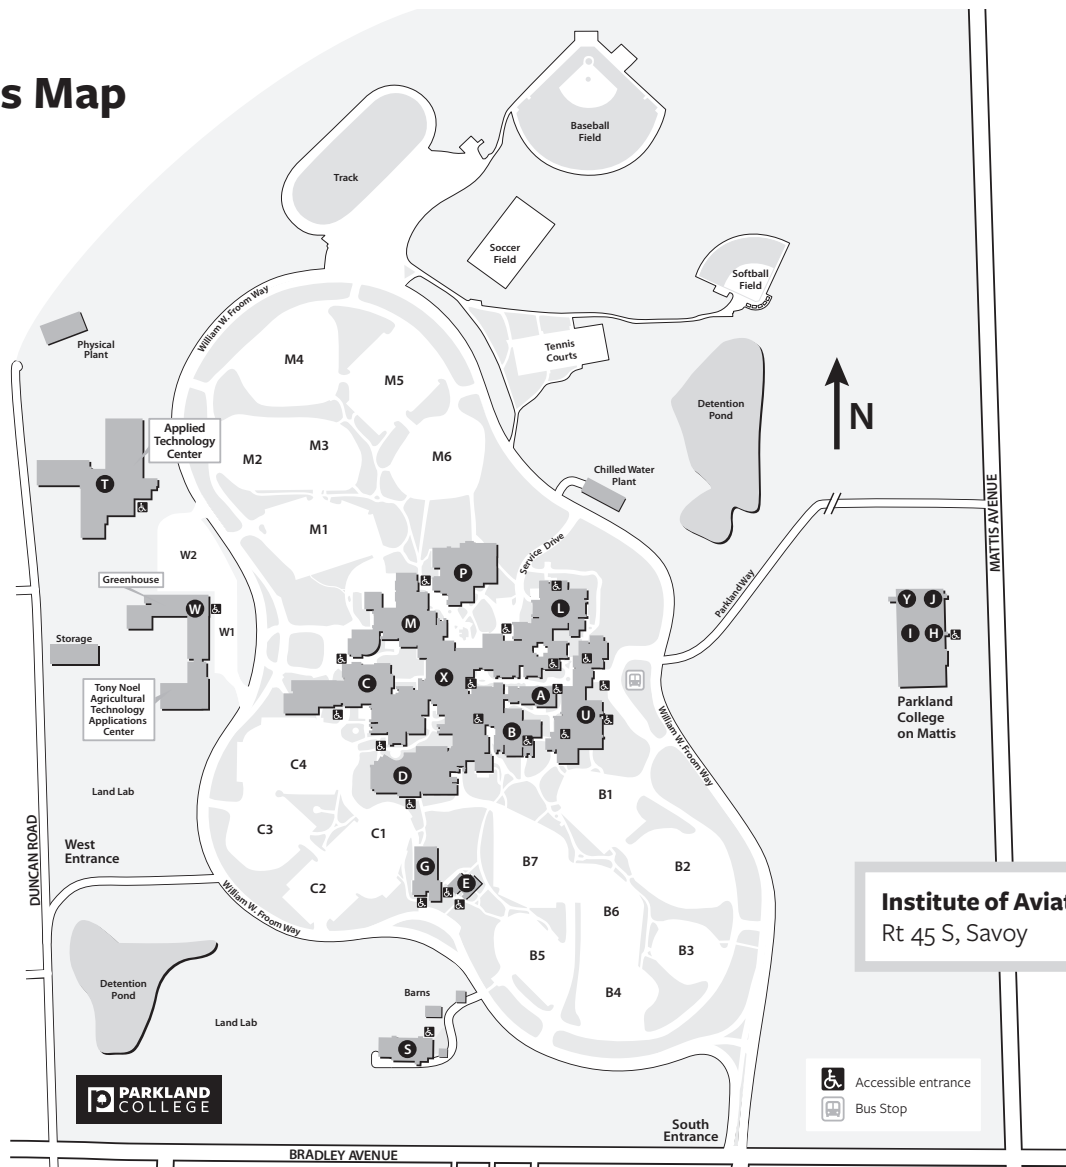 s Map
Baseball
Field
Track
Soccer
Field
Softball
Field
William W. Froom Way
Physical
Plant
Tennis
Courts
M4
M5
Detention
Pond
N
Applied
Technology
Center
M3
M2
M6
T
Chilled Water
Plant
MATTIS AVENUE
M1
Service Drive
W2
P
Parkland Way
Greenhouse
W
L
Y
J
M
W1
I
H
Storage
X
C
A
Tony Noel
Agricultural
Technology
Applications
Center
U
B
Parkland
College
on Mattis
William W. Froom Way
C4
D
Land Lab
B1
C3
C1
DUNCAN ROAD
West
Entrance
G
B7
B2
E
C2
William W. Froom Way
B6
Institute of Aviat
Rt 45 S, Savoy
B5
B3
Detention
Pond
Barns
B4
Land Lab
S
PARKLAND
COLLEGE
Accessible entrance
Bus Stop
South
Entrance
BRADLEY AVENUE